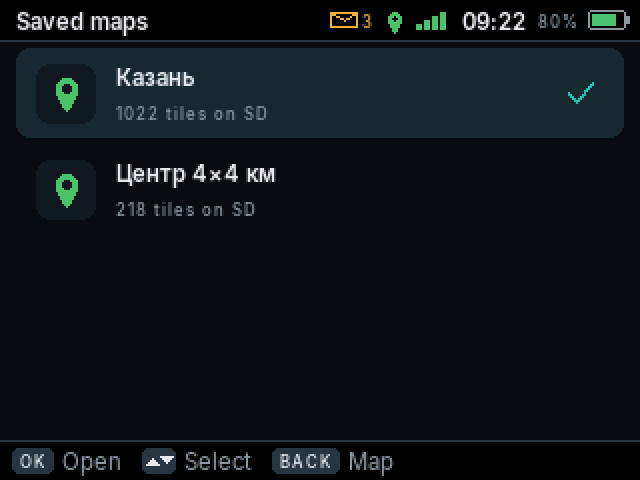 Saved maps 3 09:22 80%
Казань
1022 tiles on SD
Центр 4×4 км
218 tiles on SD
OK Open Select BACK Map